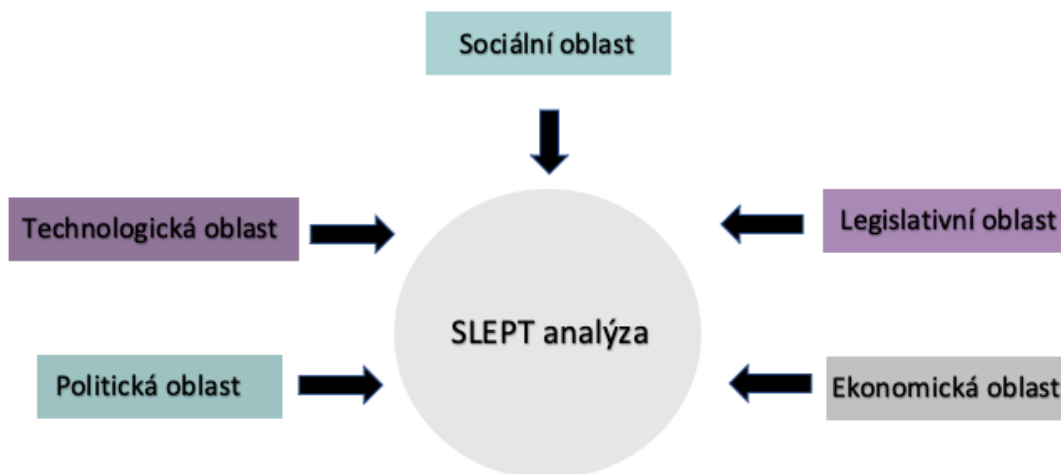 Sociální oblast
Technologická oblast
Legislativní oblast
SLEPT analýza
Politická oblast
Ekonomická oblast